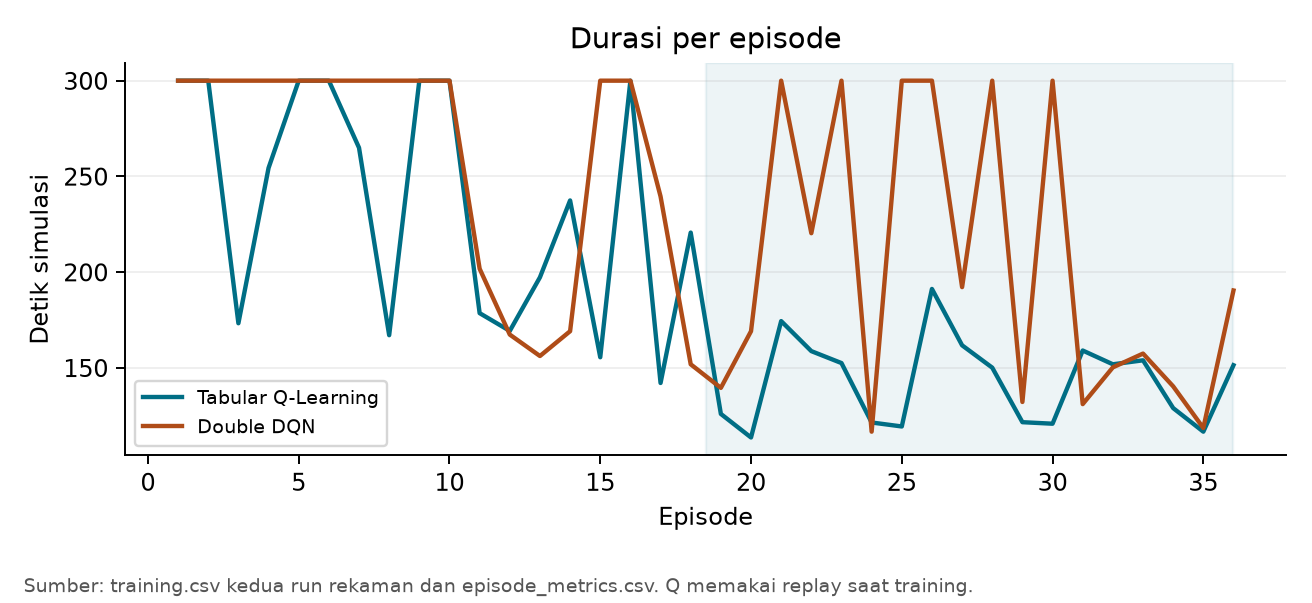 Durasi per episode
300
250
200
150
Detik simulasi
Tabular Q-Learning
Double DQN
0 5 10 15 20 25 30 35
Episode
Sumber: training.csv kedua run rekaman dan episode_metrics.csv. Q memakai replay saat training.